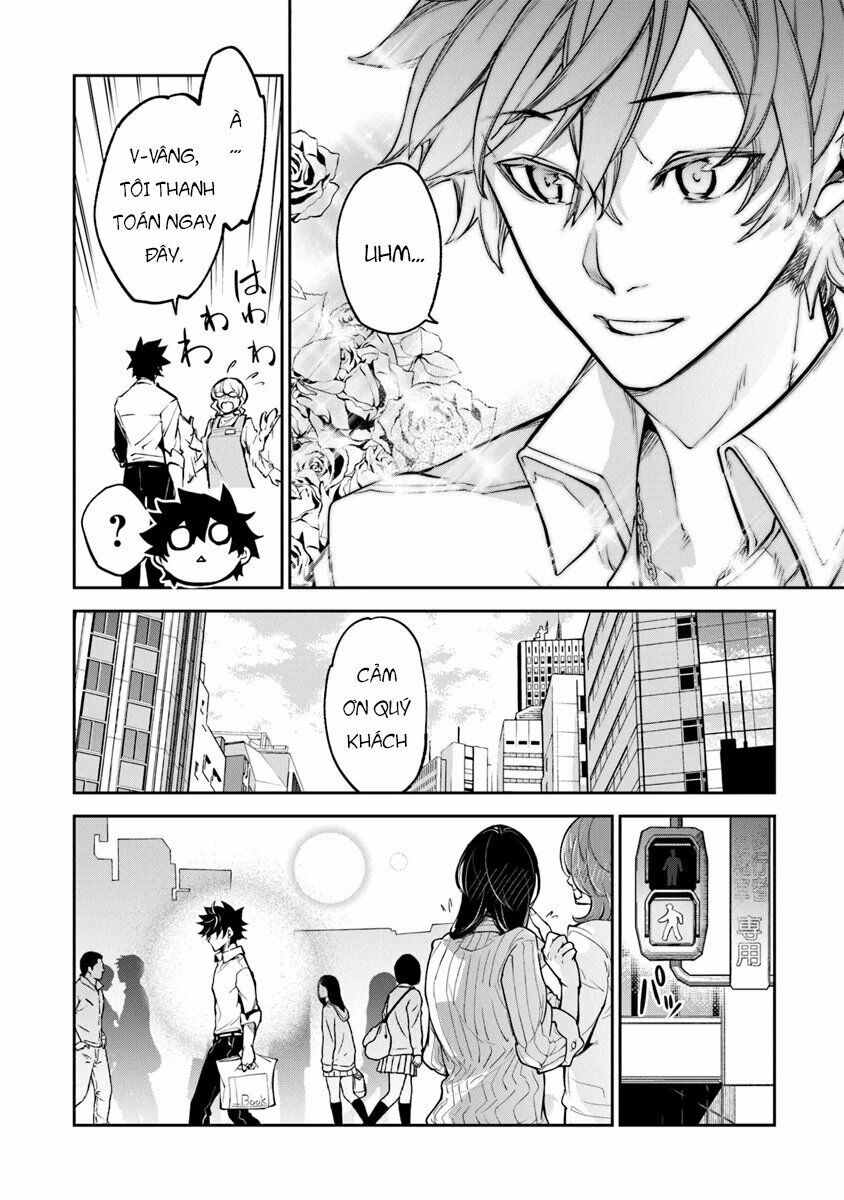 UHM...
À
...
V-VÂNG,
TÔI THANH
TOÁN NGAY
ĐÂY.
はわわ
わわ
?
CẢM
ƠN QUÝ
KHÁCH
専用
パッ
Book